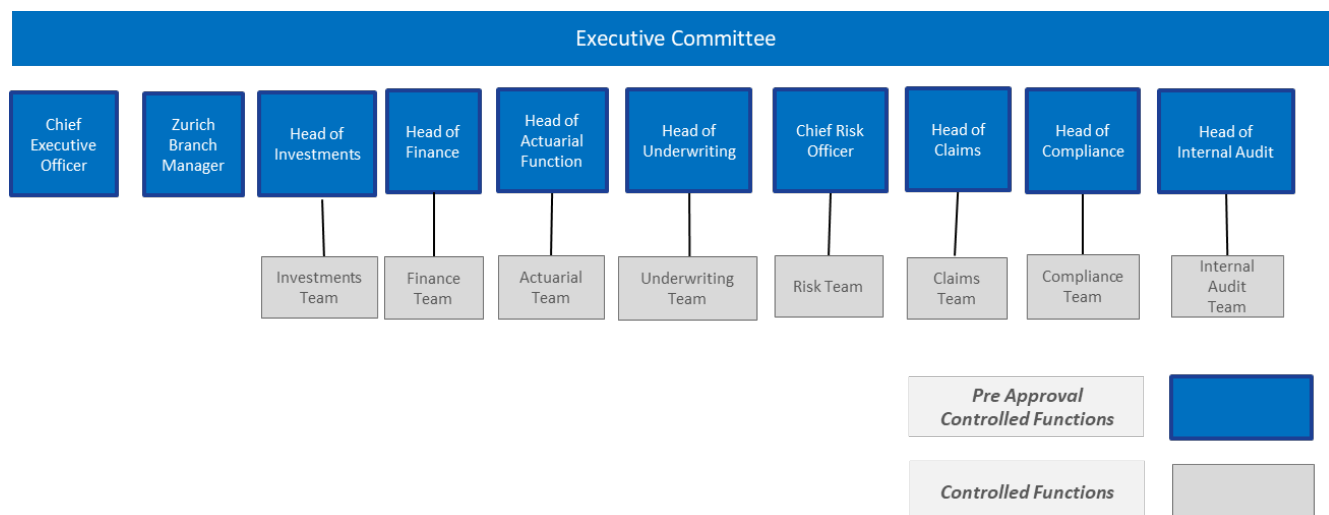 Executive Committee
Chief
Executive
Officer
Zurich
Branch
Manager
Head of
Investments
Head of
Finance
Head of
Actuarial
Function
Head of
Underwriting
Chief Risk
Officer
Head of
Claims
Head of
Compliance
Head of
Internal Audit
Investments
Team
Finance
Team
Actuarial
Team
Underwriting
Team
Risk Team
Claims
Team
Compliance
Team
Internal
Audit
Team
Pre Approval
Controlled Functions
Controlled Functions